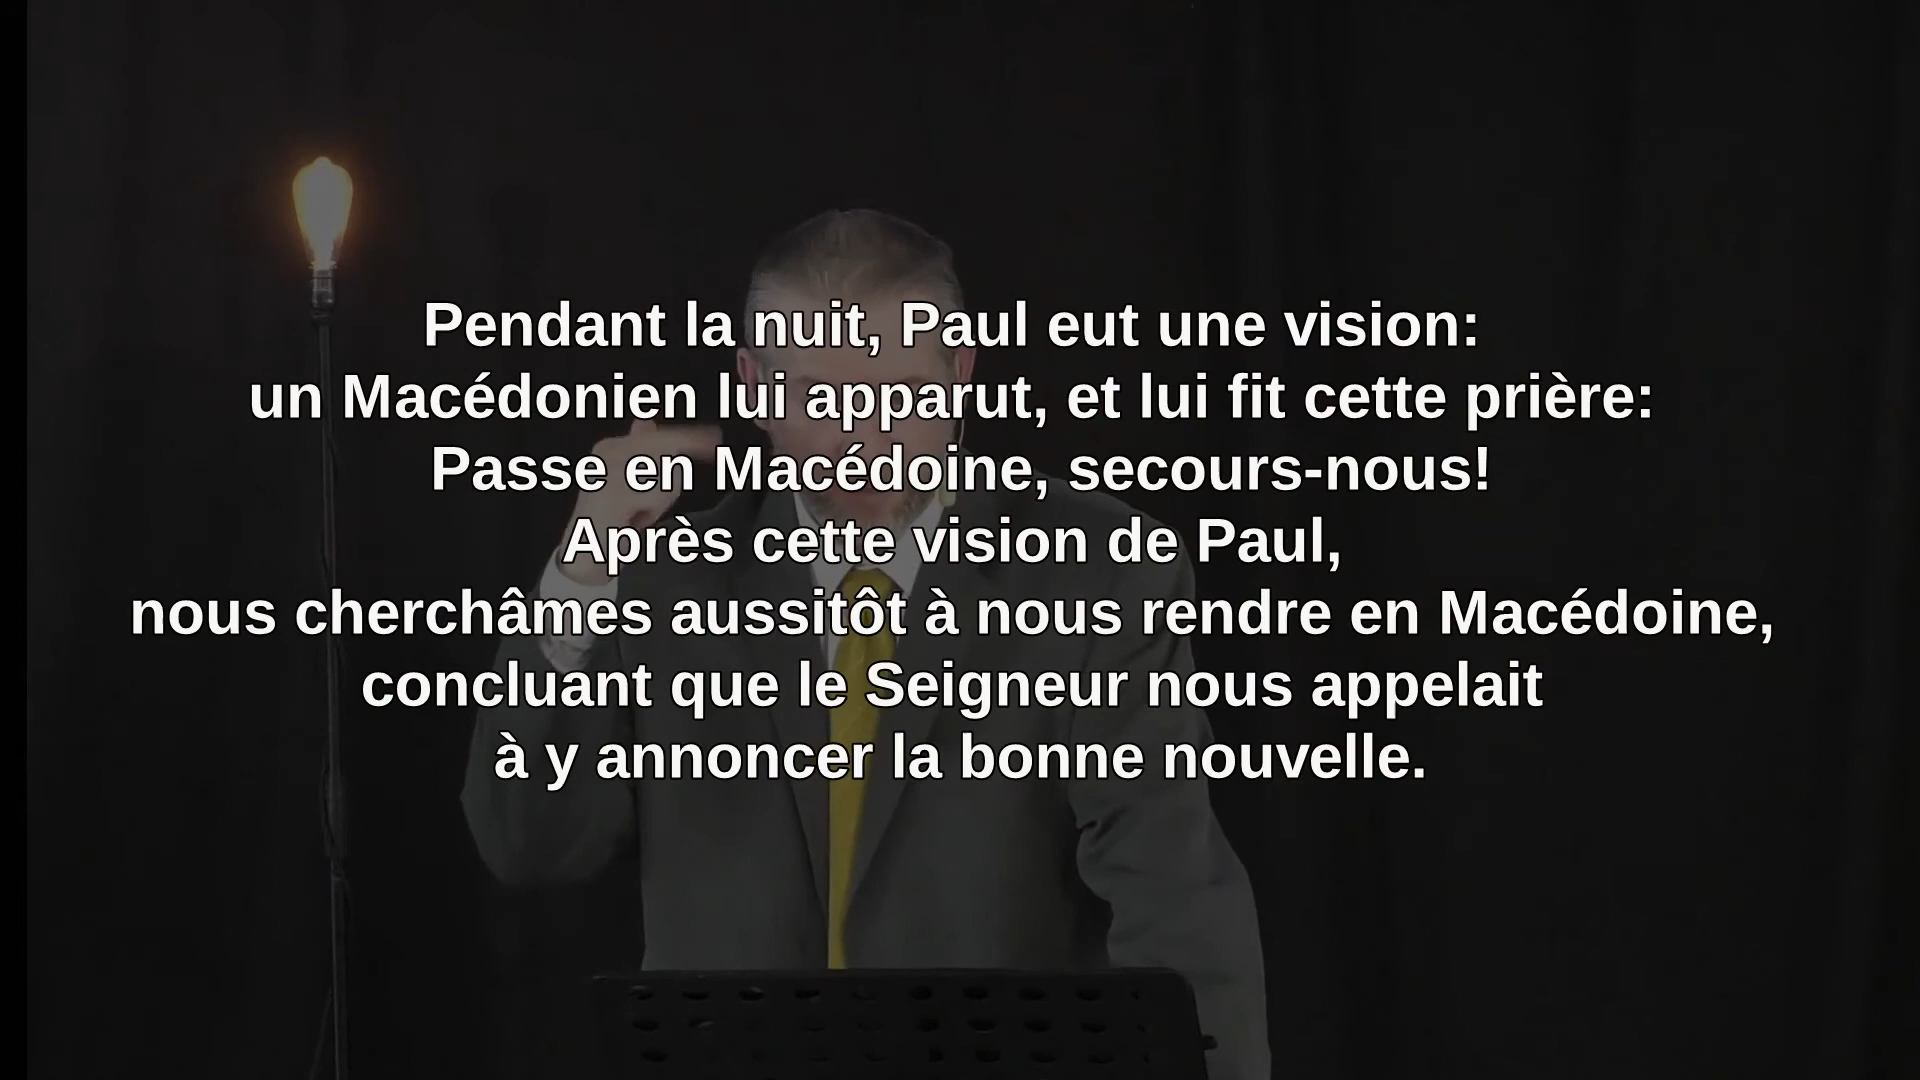 Pendant la nuit, Paul eut une vision:
un Macédonien lui apparut, et lui fit cette prière:
Passe en Macédoine, secours-nous!
Après cette vision de Paul,
nous cherchâmes aussitôt à nous rendre en Macédoine,
concluant que le Seigneur nous appelait
à y annoncer la bonne nouvelle.